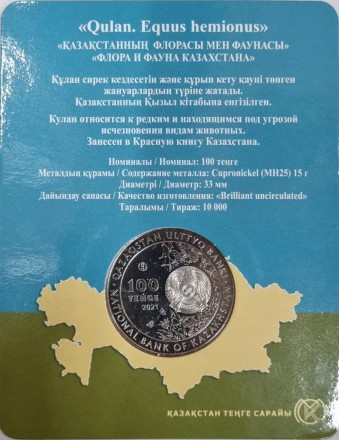 «Qulan. Equus hemionus»
«ҚАЗАҚСТАННЫҢ ФЛОРАСЫ МЕН ФАУНАСЫ»
«ФЛОРА И ФАУНА КАЗАХСТАНА»
Құлан сирек кездесетін және құрып кету қаупі төнген
жануарлардың түріне жатады.
Қазақстанның Қызыл кітабына енгізілген.
Кулан относится к редким и находящимся под угрозой
исчезновения видам животных.
Занесен в Красную книгу Казахстана.
Номиналы / Номинал: 100 теңге
Металдың құрамы / Содержание металла: Cupronickel (МН25) 15 г
Диаметрі / Диаметр: 33 мм
Дайындау сапасы / Качество изготовления: «Brilliant uncirculated»
Таралымы / Тираж: 10 000
QAZAQSTAN ULTTYQ BANKI
100
ТЕҢГЕ
2021
NATIONAL BANK OF KAZAKHSTAN
ҚАЗАҚСТАН ТЕҢГЕ САРАЙЫ